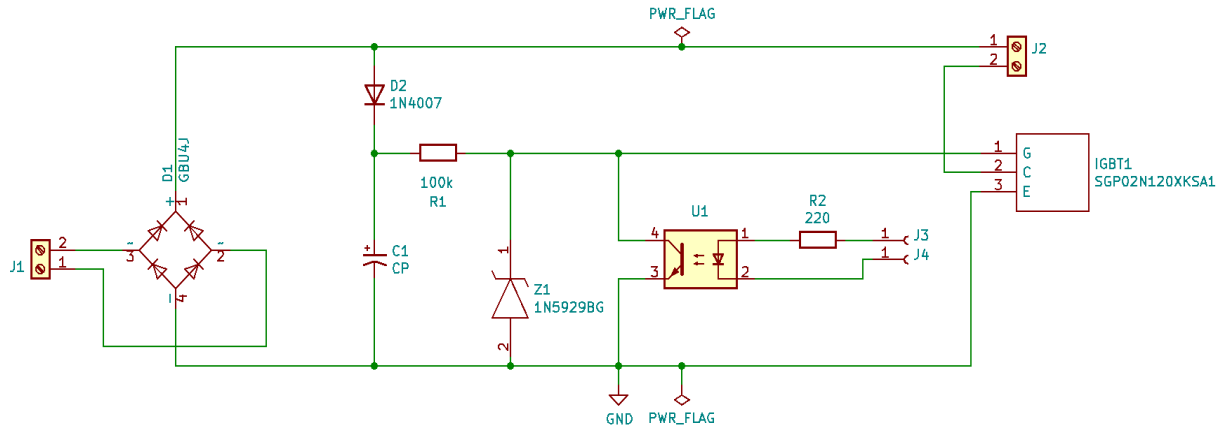 PWR_FLAG
1
2
J2
D2
1N4007
D1
GBU4J
+
1
100k
R1
1
G
2
C
3
E
IGBT1
SGP02N120XKSA1
R2
220
U1
4
3
1
2
1
J3
1
J4
J1
2
1
~
3
~
2
-
4
+
C1
CP
1
Z1
1N5929BG
2
GND
PWR_FLAG